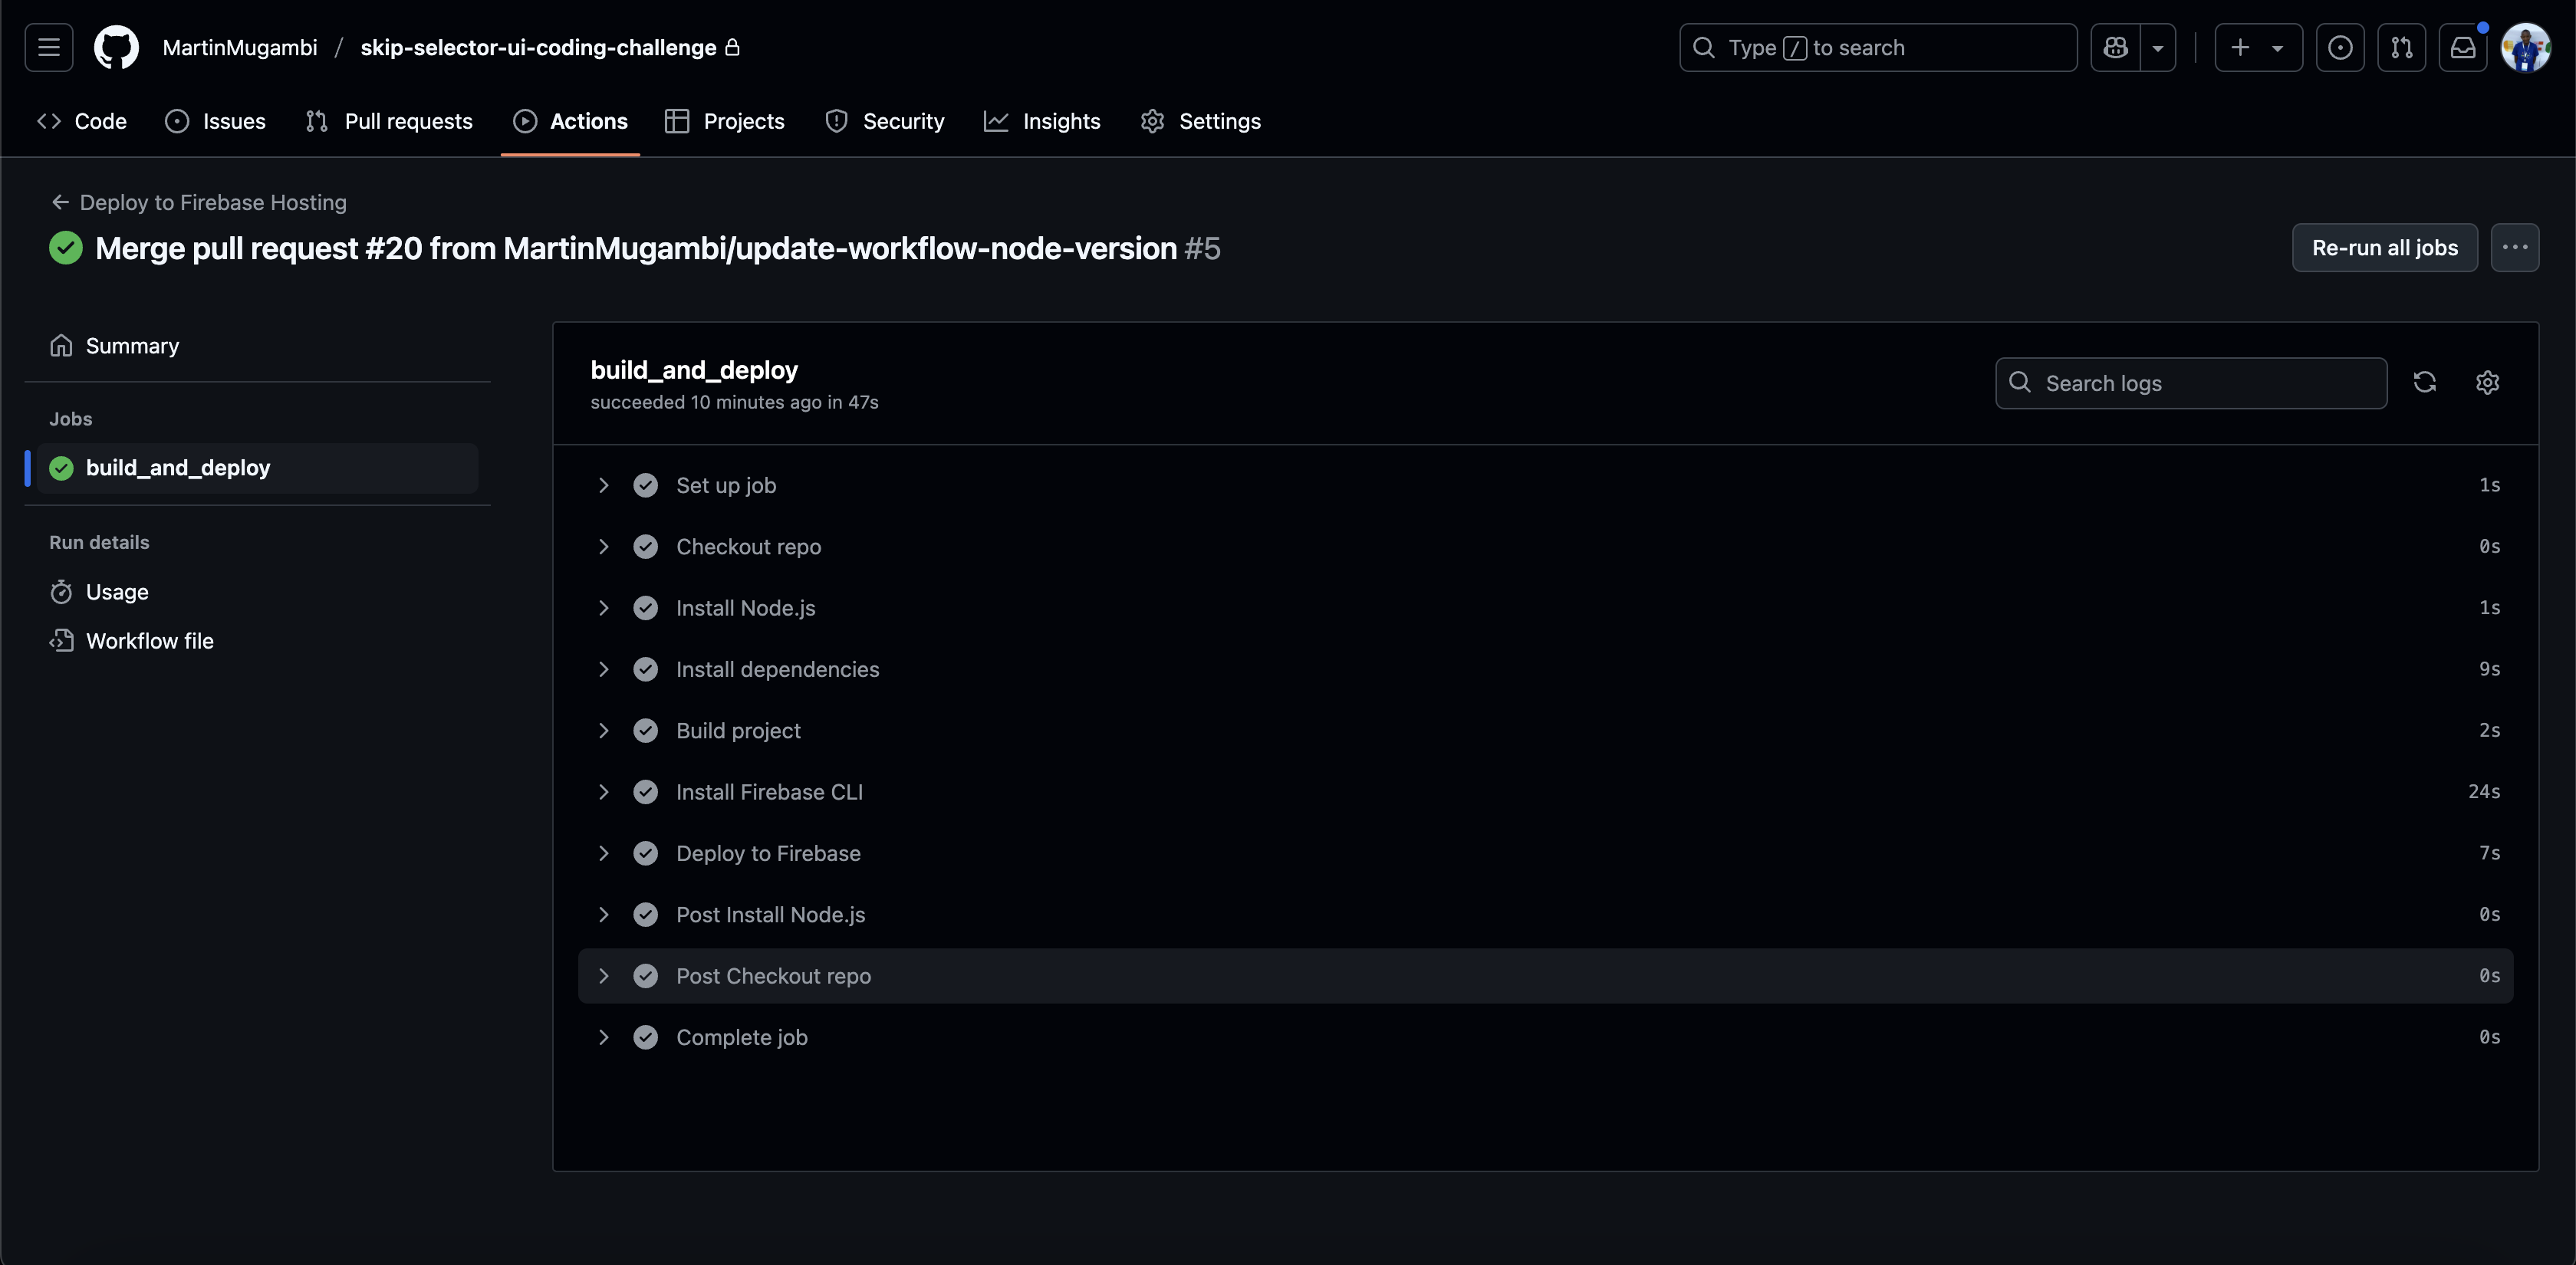 MartinMugambi / skip-selector-ui-coding-challenge
Type / to search
Code
Issues
Pull requests
Actions
Projects
Security
Insights
Settings
Deploy to Firebase Hosting
Merge pull request #20 from MartinMugambi/update-workflow-node-version #5
Re-run all jobs
Summary
Jobs
build_and_deploy
Run details
Usage
Workflow file
build_and_deploy
succeeded 10 minutes ago in 47s
Search logs
Set up job 1s
Checkout repo 0s
Install Node.js 1s
Install dependencies 9s
Build project 2s
Install Firebase CLI 24s
Deploy to Firebase 7s
Post Install Node.js 0s
Post Checkout repo 0s
Complete job 0s